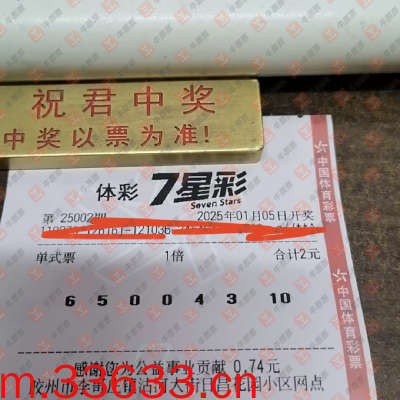 祝君中奖
中奖以票为准!
体彩 7星彩
Seven Stars
第 25002期 2025年01月05日开奖
单式票 1倍 合计2元
6 5 0 0 4 3 10
感谢您为公益事业贡献 0.74元
m.33633.cn
中国体育彩票
中国体育彩票